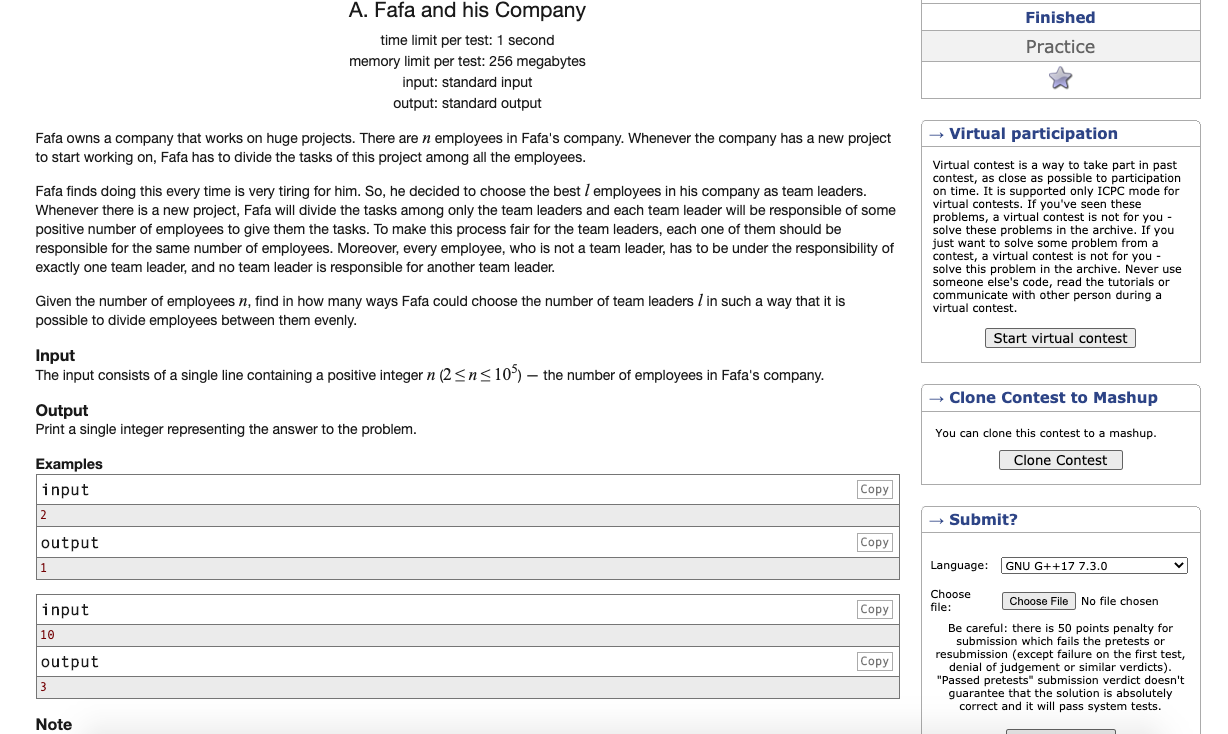 A. Fafa and his Company
time limit per test: 1 second
memory limit per test: 256 megabytes
input: standard input
output: standard output
Fafa owns a company that works on huge projects. There are n employees in Fafa's company. Whenever the company has a new project
to start working on, Fafa has to divide the tasks of this project among all the employees.
Fafa finds doing this every time is very tiring for him. So, he decided to choose the best l employees in his company as team leaders.
Whenever there is a new project, Fafa will divide the tasks among only the team leaders and each team leader will be responsible of some
positive number of employees to give them the tasks. To make this process fair for the team leaders, each one of them should be
responsible for the same number of employees. Moreover, every employee, who is not a team leader, has to be under the responsibility of
exactly one team leader, and no team leader is responsible for another team leader.
Given the number of employees n, find in how many ways Fafa could choose the number of team leaders l in such a way that it is
possible to divide employees between them evenly.
Input
The input consists of a single line containing a positive integer n (2 ≤ n ≤ 10⁵) — the number of employees in Fafa's company.
Output
Print a single integer representing the answer to the problem.
Examples
input
Copy
2
output
Copy
1
input
Copy
10
output
Copy
3
Note
Finished
Practice
→ Virtual participation
Virtual contest is a way to take part in past
contest, as close as possible to participation
on time. It is supported only ICPC mode for
virtual contests. If you've seen these
problems, a virtual contest is not for you -
solve these problems in the archive. If you
just want to solve some problem from a
contest, a virtual contest is not for you -
solve this problem in the archive. Never use
someone else's code, read the tutorials or
communicate with other person during a
virtual contest.
Start virtual contest
→ Clone Contest to Mashup
You can clone this contest to a mashup.
Clone Contest
→ Submit?
Language: GNU G++17 7.3.0
Choose
file:
Choose File No file chosen
Be careful: there is 50 points penalty for
submission which fails the pretests or
resubmission (except failure on the first test,
denial of judgement or similar verdicts).
"Passed pretests" submission verdict doesn't
guarantee that the solution is absolutely
correct and it will pass system tests.